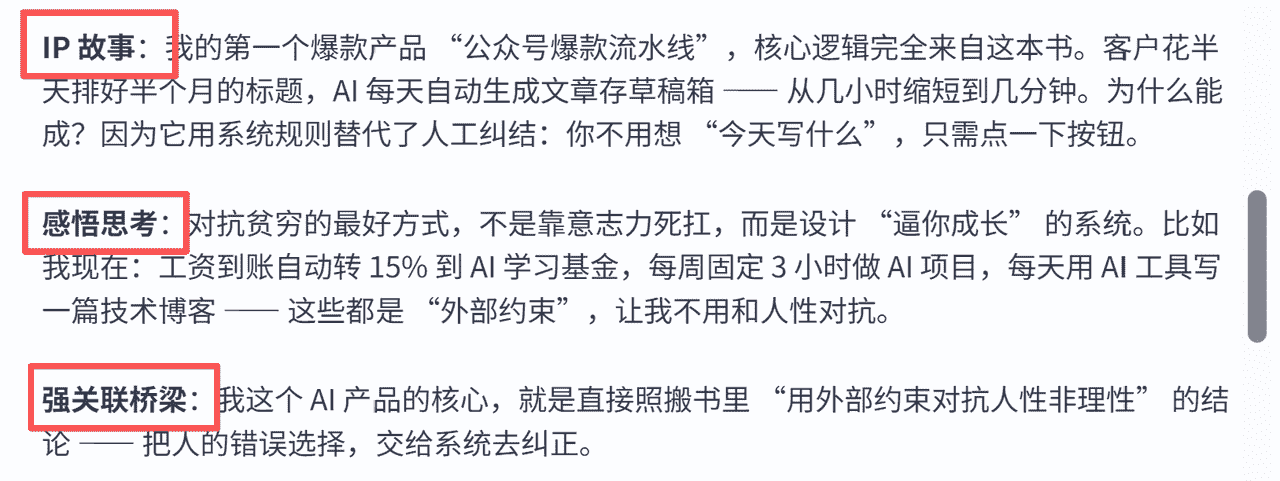 IP 故事：我的第一个爆款产品 “公众号爆款流水线” ，核心逻辑完全来自这本书。客户花半
天排好半个月的标题，AI 每天自动生成文章存草稿箱 —— 从几小时缩短到几分钟。为什么能
成？因为它用系统规则替代了人工纠结：你不用想 “今天写什么” ，只需点一下按钮。
感悟思考：对抗贫穷的最好方式，不是靠意志力死扛，而是设计 “逼你成长” 的系统。比如
我现在：工资到账自动转 15% 到 AI 学习基金，每周固定 3 小时做 AI 项目，每天用 AI 工具写
一篇技术博客 —— 这些都是 “外部约束” ，让我不用和人性对抗。
强关联桥梁：我这个 AI 产品的核心，就是直接照搬书里 “用外部约束对抗人性非理性” 的结
论 —— 把人的错误选择，交给系统去纠正。